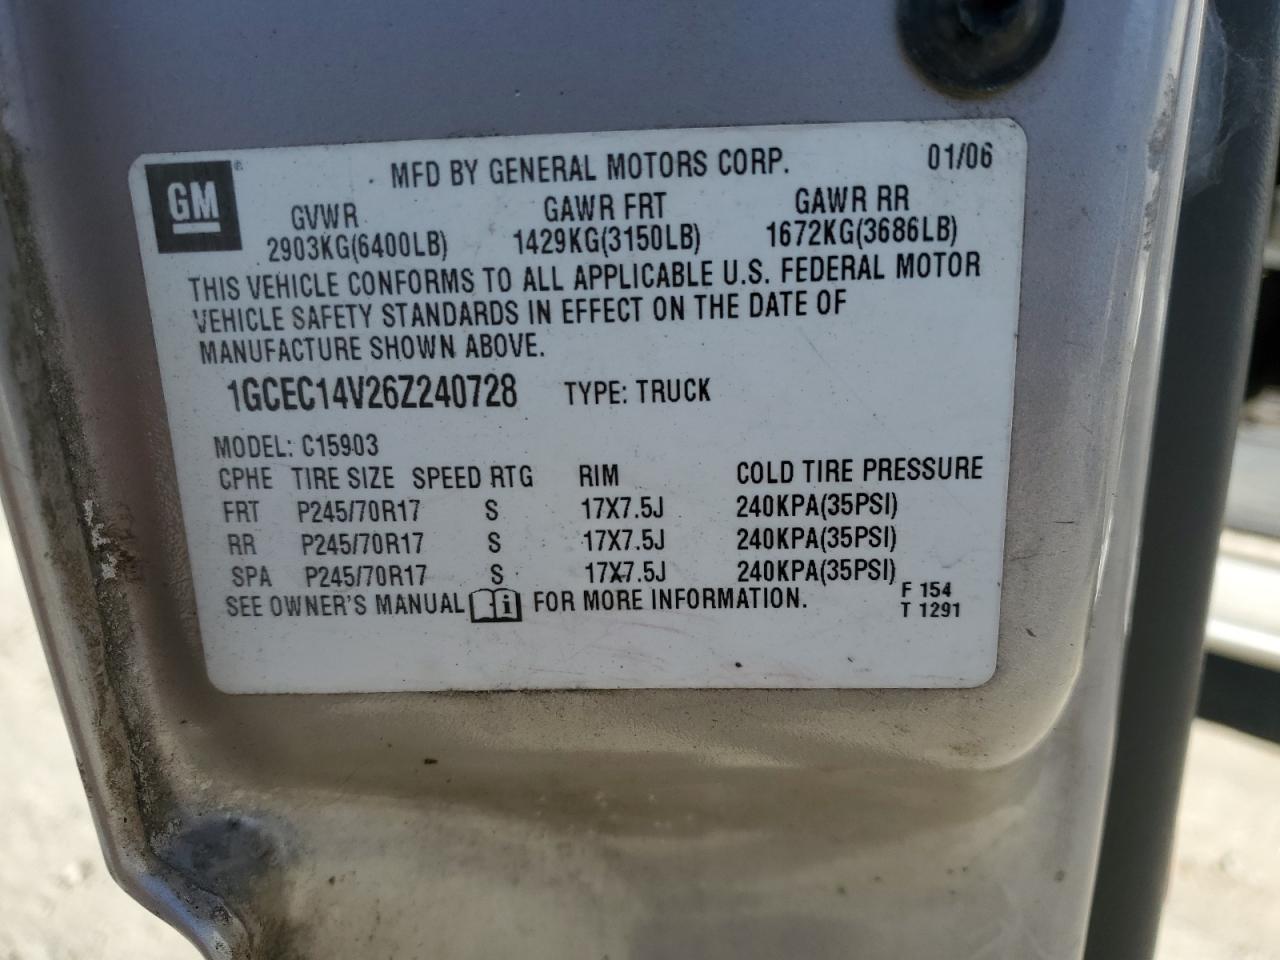 GM® MFD BY GENERAL MOTORS CORP. 01/06
GVWR GAWR FRT GAWR RR
2903KG(6400LB) 1429KG(3150LB) 1672KG(3686LB)
THIS VEHICLE CONFORMS TO ALL APPLICABLE U.S. FEDERAL MOTOR
VEHICLE SAFETY STANDARDS IN EFFECT ON THE DATE OF
MANUFACTURE SHOWN ABOVE.
1GCEC14V26Z240728 TYPE: TRUCK
MODEL: C15903
CPHE TIRE SIZE SPEED RTG RIM COLD TIRE PRESSURE
FRT P245/70R17 S 17X7.5J 240KPA(35PSI)
RR P245/70R17 S 17X7.5J 240KPA(35PSI)
SPA P245/70R17 S 17X7.5J 240KPA(35PSI)
SEE OWNER'S MANUAL i FOR MORE INFORMATION. F 154
T 1291